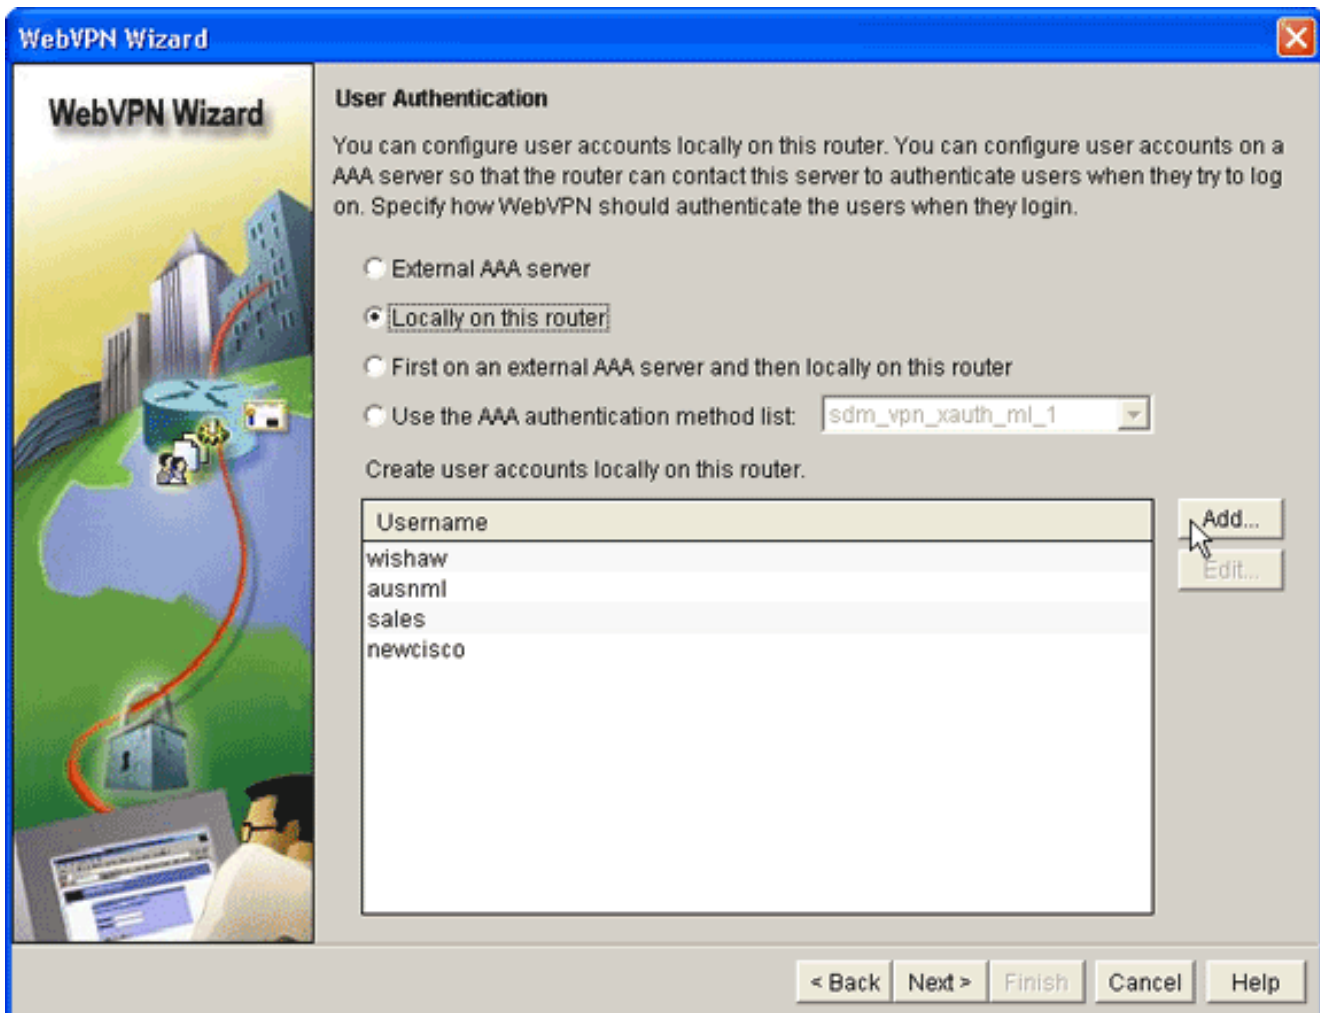 WebVPN Wizard
WebVPN Wizard
User Authentication
You can configure user accounts locally on this router. You can configure user accounts on a
AAA server so that the router can contact this server to authenticate users when they try to log
on. Specify how WebVPN should authenticate the users when they login.
External AAA server
Locally on this router
First on an external AAA server and then locally on this router
Use the AAA authentication method list: sdm_vpn_xauth_ml_1
Create user accounts locally on this router.
Username
wishaw
ausnml
sales
newcisco
Add...
Edit...
< Back Next > Finish Cancel Help